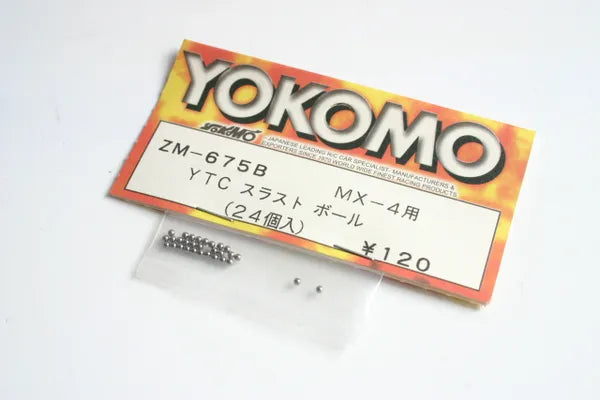 YOKOMO
YOKOMO
JAPANESE LEADING R/C CAR SPECIALIST- MANUFACTURERS &
EXPORTERS SINCE 1970 WORLD WIDE FINEST RACING PRODUCTS
ZM-675B MX-4用
YTC スラスト ボール
(24個入)
¥120